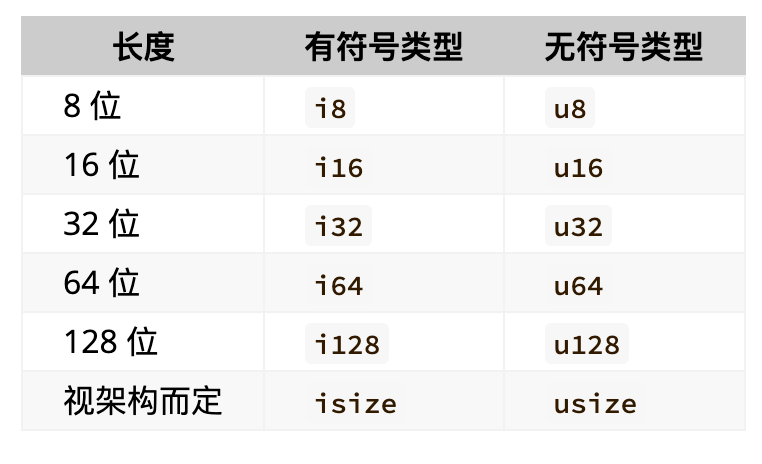 长度 有符号类型 无符号类型
8 位 i8 u8
16 位 i16 u16
32 位 i32 u32
64 位 i64 u64
128 位 i128 u128
视架构而定 isize usize